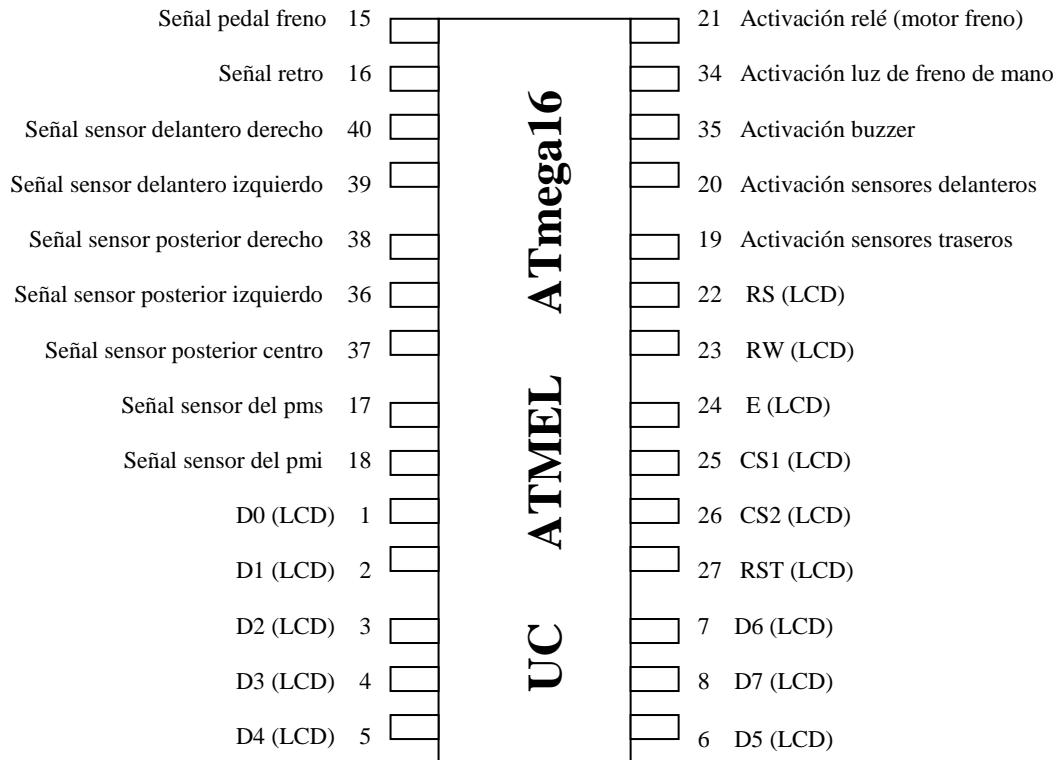 Señal pedal freno 15
Señal retro 16
Señal sensor delantero derecho 40
Señal sensor delantero izquierdo 39
Señal sensor posterior derecho 38
Señal sensor posterior izquierdo 36
Señal sensor posterior centro 37
Señal sensor del pms 17
Señal sensor del pmi 18
D0 (LCD) 1
D1 (LCD) 2
D2 (LCD) 3
D3 (LCD) 4
D4 (LCD) 5
UC ATMEL ATmega16
21 Activación relé (motor freno)
34 Activación luz de freno de mano
35 Activación buzzer
20 Activación sensores delanteros
19 Activación sensores traseros
22 RS (LCD)
23 RW (LCD)
24 E (LCD)
25 CS1 (LCD)
26 CS2 (LCD)
27 RST (LCD)
7 D6 (LCD)
8 D7 (LCD)
6 D5 (LCD)